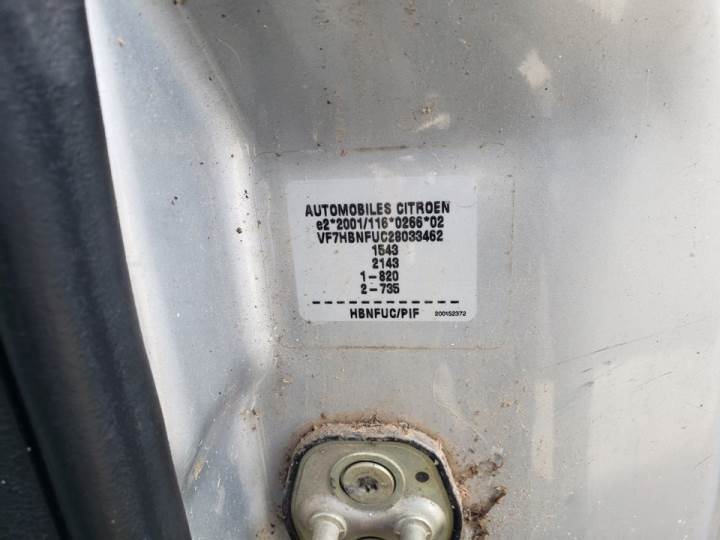 AUTOMOBILES CITROEN
e2*2001/116*0266*02
VF7HBNFUC28033462
1543
2143
1-820
2-735
HBNFUC/PIF 200152372